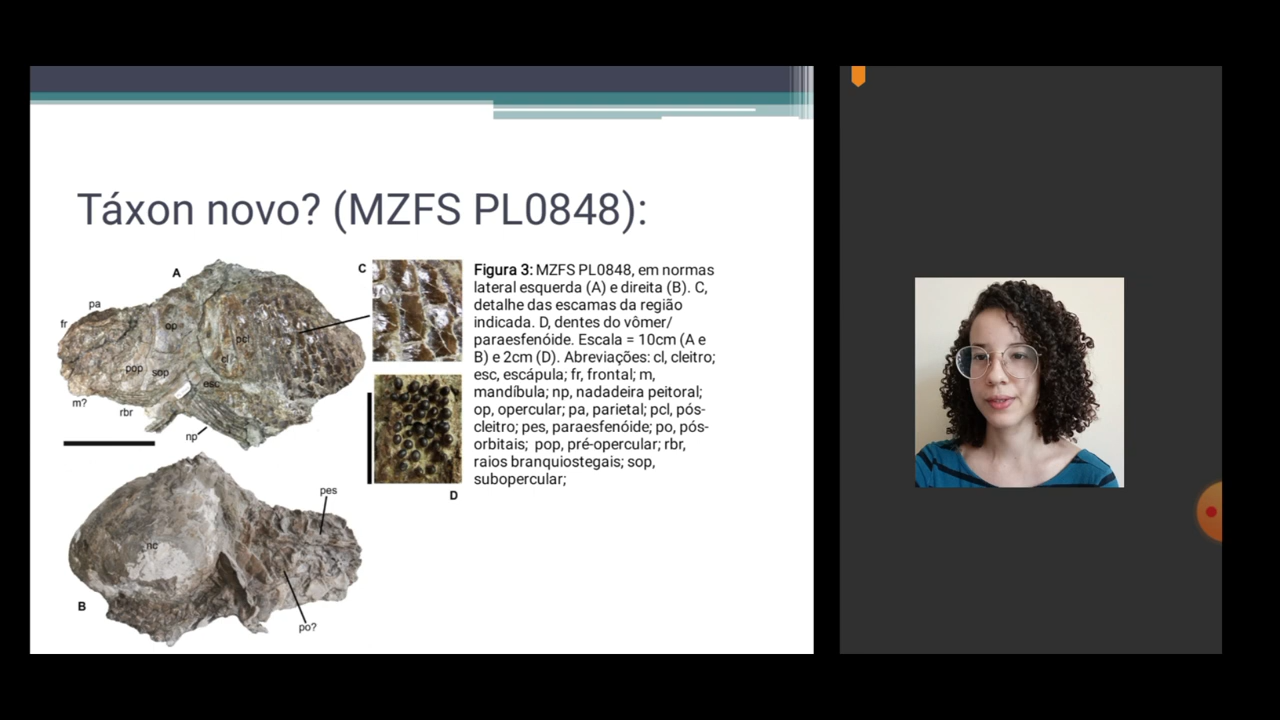 Táxon novo? (MZFS PL0848):
A
pa
fr
op
pcl
cl
pop
sop
esc
m?
rbr
np
C
D
Figura 3: MZFS PL0848, em normas
lateral esquerda (A) e direita (B). C,
detalhe das escamas da região
indicada. D, dentes do vômer/
paraesfenóide. Escala = 10cm (A e
B) e 2cm (D). Abreviações: cl, cleitro;
esc, escápula; fr, frontal; m,
mandíbula; np, nadadeira peitoral;
op, opercular; pa, parietal; pcl, pós-
cleitro; pes, paraesfenóide; po, pós-
orbitais; pop, pré-opercular; rbr,
raios branquiostegais; sop,
subopercular;
pes
nc
B
po?